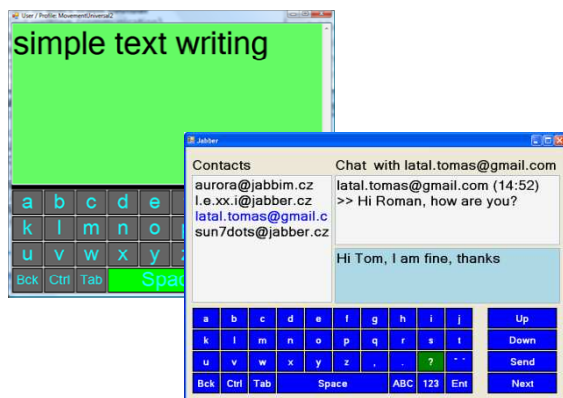 User / Profile: MovementUniversal2
simple text writing
a b c d e
k l m n o
u v w x y
Bck Ctrl Tab Spac
Jabber
Contacts
aurora@jabbim.cz
l.e.xx.i@jabber.cz
latal.tomas@gmail.c
sun7dots@jabber.cz
Chat with latal.tomas@gmail.com
latal.tomas@gmail.com (14:52)
>> Hi Roman, how are you?
Hi Tom, I am fine, thanks
a b c d e f g h i j Up
k l m n o p q r s t Down
u v w x y z , . ? Send
Bck Ctrl Tab Space ABC 123 Ent Next